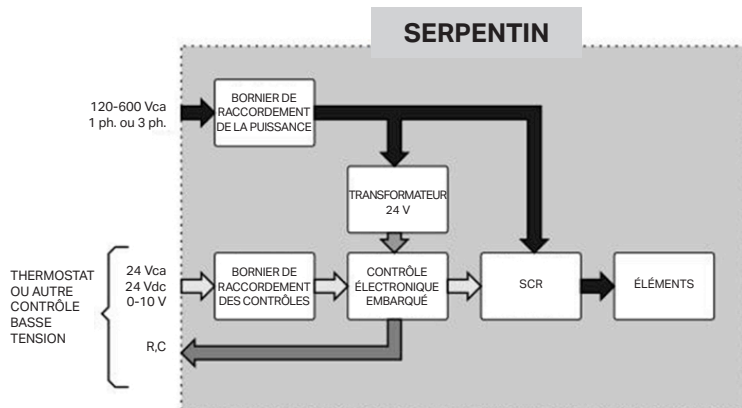 SERPENTIN
120-600 Vca
1 ph. ou 3 ph.
BORNIER DE
RACCORDEMENT
DE LA PUISSANCE
TRANSFORMATEUR
24 V
THERMOSTAT
OU AUTRE
CONTRÔLE
BASSE
TENSION
24 Vca
24 Vdc
0-10 V
R,C
BORNIER DE
RACCORDEMENT
DES CONTRÔLES
CONTRÔLE
ÉLECTRONIQUE
EMBARQUÉ
SCR
ÉLÉMENTS